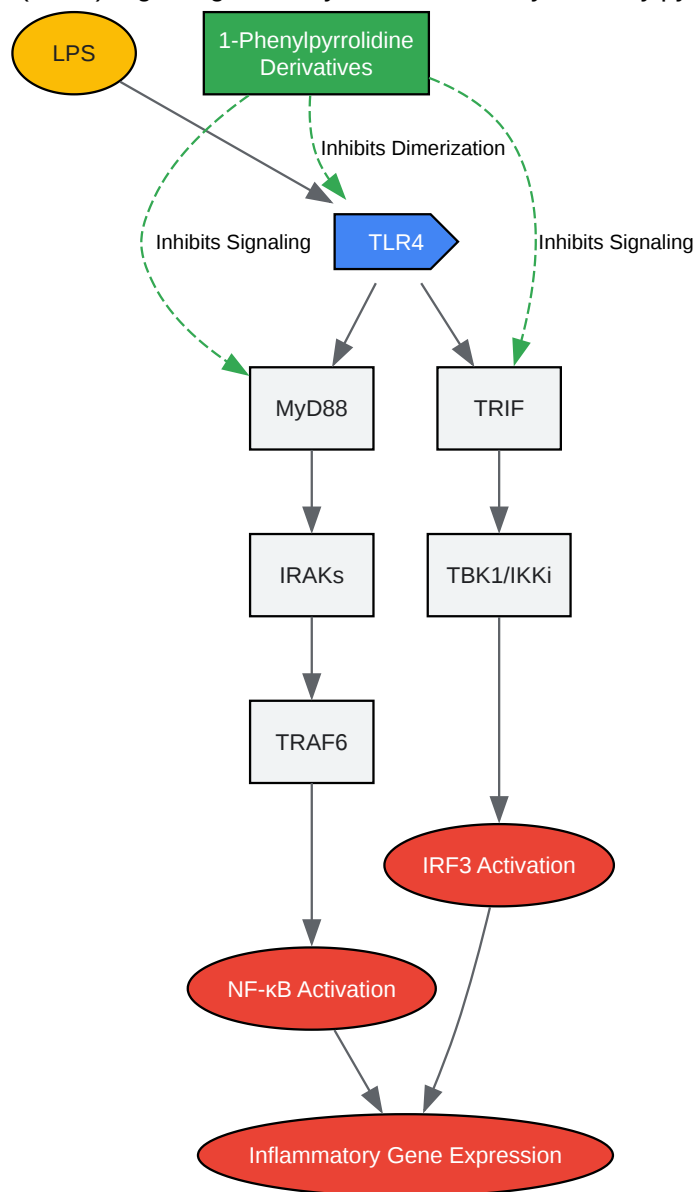 LPS
1-Phenylpyrrolidine
Derivatives
Inhibits Dimerization
Inhibits Signaling
TLR4
Inhibits Signaling
MyD88
TRIF
IRAKs
TBK1/IKKi
TRAF6
IRF3 Activation
NF-κB Activation
Inflammatory Gene Expression